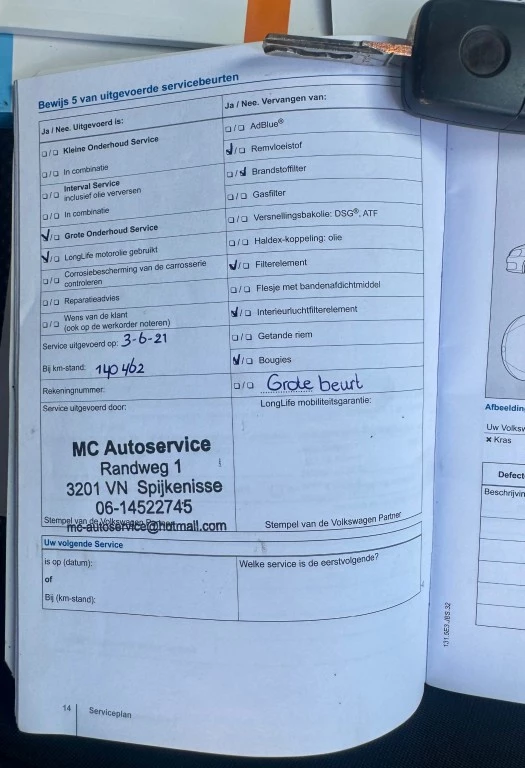 Bewijs 5 van uitgevoerde servicebeurten
Ja / Nee. Uitgevoerd is:
Kleine Onderhoud Service
In combinatie
Interval Service
inclusief olie verversen
In combinatie
Grote Onderhoud Service
LongLife motorolie gebruikt
Corrosiebescherming van de carrosserie
controleren
Reparatieadvies
Wens van de klant
(ook op de werkorder noteren)
Service uitgevoerd op: 3-6-21
Bij km-stand: 140462
Rekeningnummer:
Service uitgevoerd door:
MC Autoservice
Randweg 1
3201 VN Spijkenisse
06-14522745
mc-autoservice@hotmail.com
Stempel van de Volkswagen Partner
Ja / Nee. Vervangen van:
AdBlue®
Remvloeistof
Brandstoffilter
Gasfilter
Versnellingsbakolie: DSG®, ATF
Haldex-koppeling: olie
Filterelement
Flesje met bandenafdichtmiddel
Interieurluchtfilterelement
Getande riem
Bougies
Grote beurt
LongLife mobiliteitsgarantie:
Stempel van de Volkswagen Partner
Uw volgende Service
is op (datum):
of
Bij (km-stand):
Welke service is de eerstvolgende?
14 Serviceplan
131.5E3.JBS.32
Afbeelding
Uw Volksw
× Kras
Defect
Beschrijvin